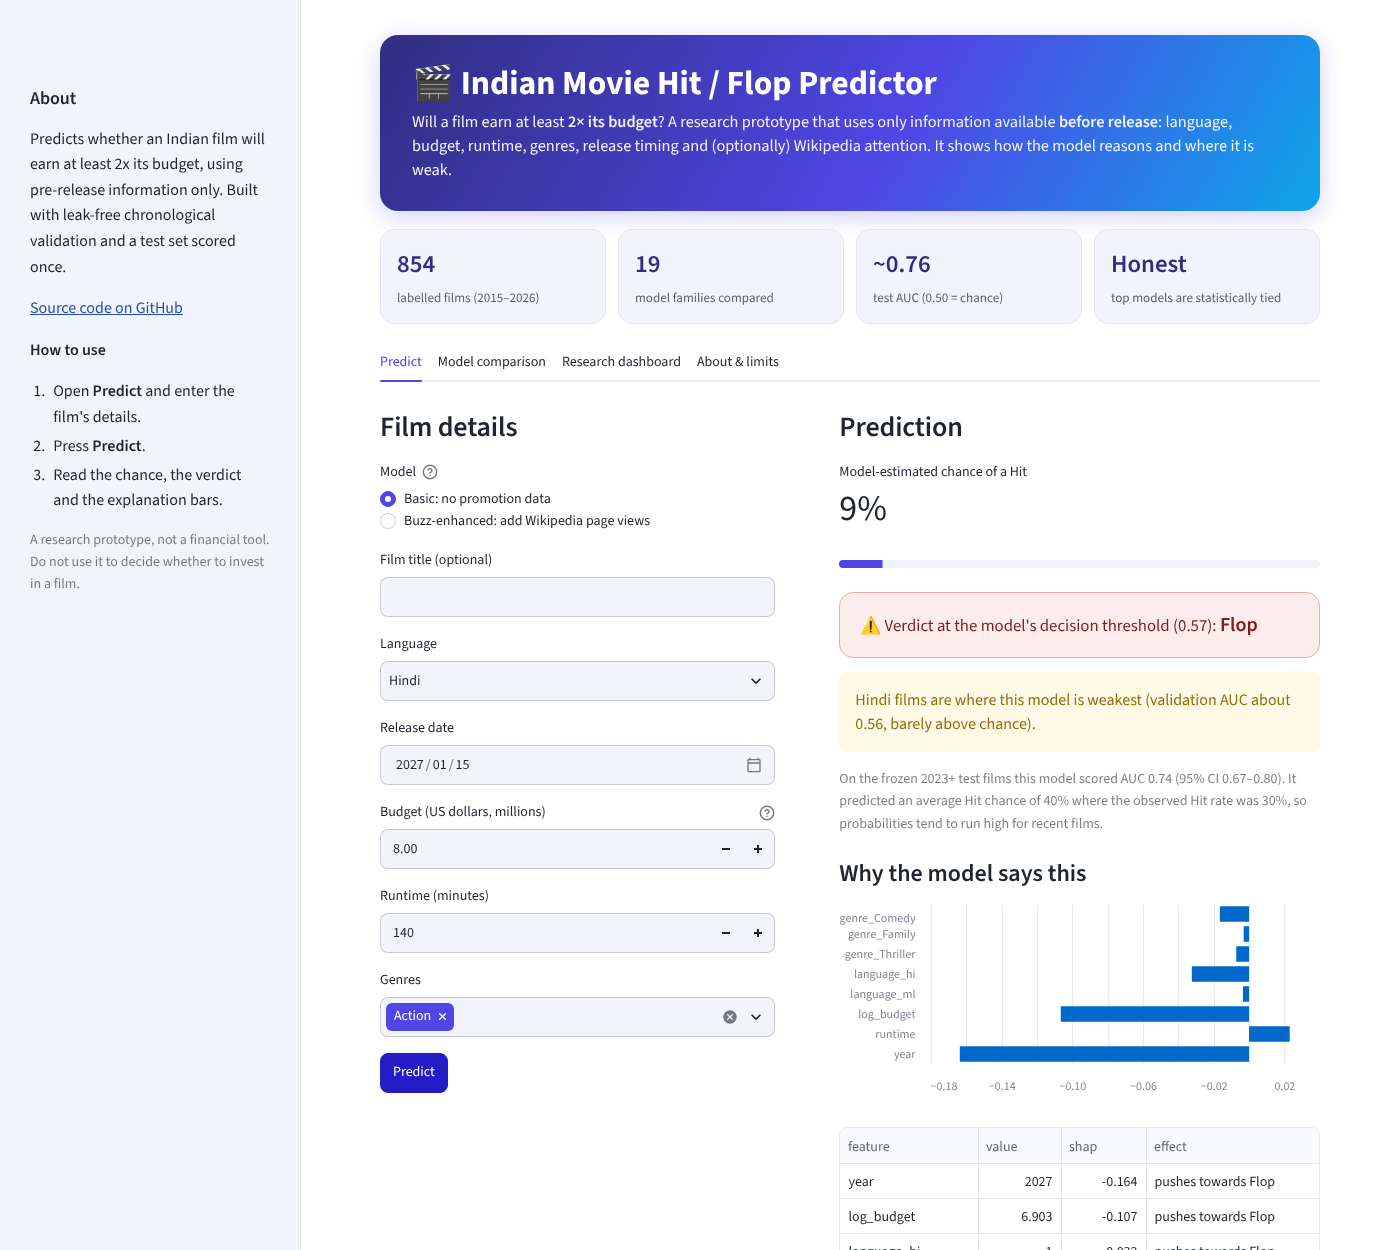 About
Predicts whether an Indian film will
earn at least 2x its budget, using
pre-release information only. Built
with leak-free chronological
validation and a test set scored
once.
Source code on GitHub
How to use
1. Open Predict and enter the
film's details.
2. Press Predict.
3. Read the chance, the verdict
and the explanation bars.
A research prototype, not a financial tool.
Do not use it to decide whether to invest
in a film.
Indian Movie Hit / Flop Predictor
Will a film earn at least 2× its budget? A research prototype that uses only information available before release: language,
budget, runtime, genres, release timing and (optionally) Wikipedia attention. It shows how the model reasons and where it is
weak.
854
labelled films (2015–2026)
19
model families compared
~0.76
test AUC (0.50 = chance)
Honest
top models are statistically tied
Predict Model comparison Research dashboard About & limits
Film details
Model
Basic: no promotion data
Buzz-enhanced: add Wikipedia page views
Film title (optional)
Language
Hindi
Release date
2027 / 01 / 15
Budget (US dollars, millions)
8.00
Runtime (minutes)
140
Genres
Action
Predict
Prediction
Model-estimated chance of a Hit
9%
Verdict at the model's decision threshold (0.57): Flop
Hindi films are where this model is weakest (validation AUC about
0.56, barely above chance).
On the frozen 2023+ test films this model scored AUC 0.74 (95% CI 0.67–0.80). It
predicted an average Hit chance of 40% where the observed Hit rate was 30%, so
probabilities tend to run high for recent films.
Why the model says this
genre_Comedy
genre_Family
genre_Thriller
language_hi
language_ml
log_budget
runtime
year
−0.18 −0.14 −0.10 −0.06 −0.02 0.02
feature value shap effect
year 2027 -0.164 pushes towards Flop
log_budget 6.903 -0.107 pushes towards Flop